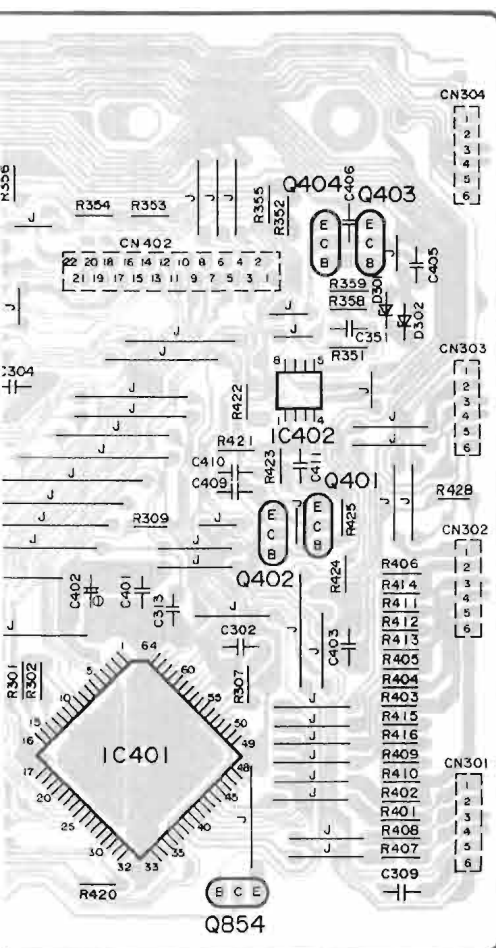 CN304
1
2
3
4
5
6
R356
R354 R353
J
J J J
R355
R352
Q404 C406 Q403
E C B
E C B
J
C405
CN402
22 20 18 16 14 12 10 8 6 4 2
21 19 17 15 13 11 9 7 5 3 1
R359
R358
D301
D302
C351
R351
J
J
J
J
J
CN303
1
2
3
4
5
6
8 5
1 4
IC402
C304
R422
J
J
J
J
J
J
J
R421
R423
C411
C410
C409
Q401
E C B
R425
R428
J J
J
J
J
R309
J
J
J
E C B
Q402
R424
CN302
1
2
3
4
5
6
C402
C401
C313
J
J
C302
C403
J
J
R406
R414
R411
R412
R413
R405
R404
R403
R415
R416
R409
R410
R402
R401
R408
R407
C309
R301
R302
R307
1 64
5 60
10 55
15 50
16 49
IC401
17 48
20 45
25 40
30 35
32 33
J
J
J
J
J
J
J
J
J
CN301
1
2
3
4
5
6
R420
B C E
Q854